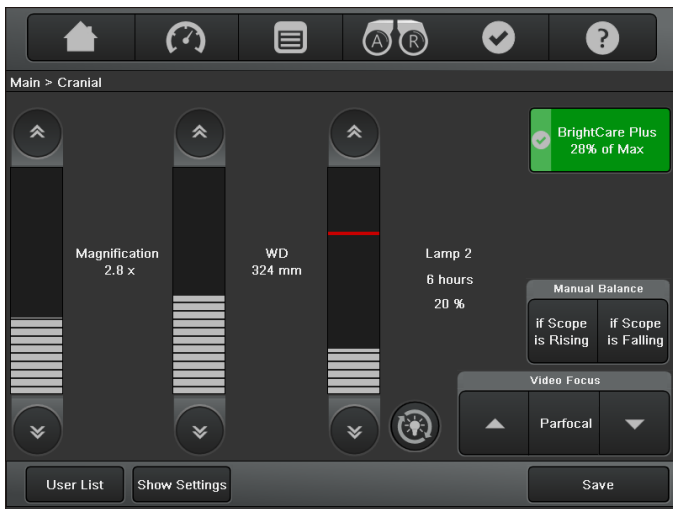 A R ?
Main > Cranial
BrightCare Plus
28% of Max
Magnification
2.8 x
WD
324 mm
Lamp 2
6 hours
20 %
Manual Balance
if Scope
is Rising
if Scope
is Falling
Video Focus
Parfocal
User List
Show Settings
Save